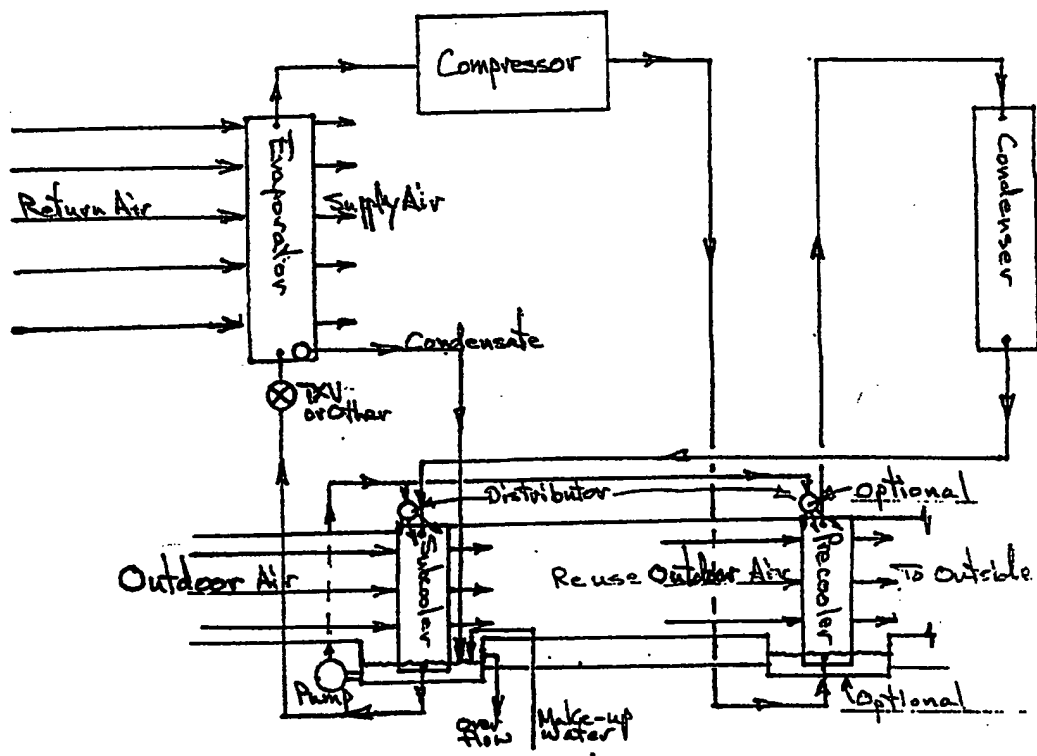 Compressor
Evaporator
Condenser
Return Air
Supply Air
Condensate
TXV
or Other
Distributor
Optional
Subcooler
Precooler
Outdoor Air
Reuse Outdoor Air
To Outside
Pump
Over
flow
Make-up
water
Optional